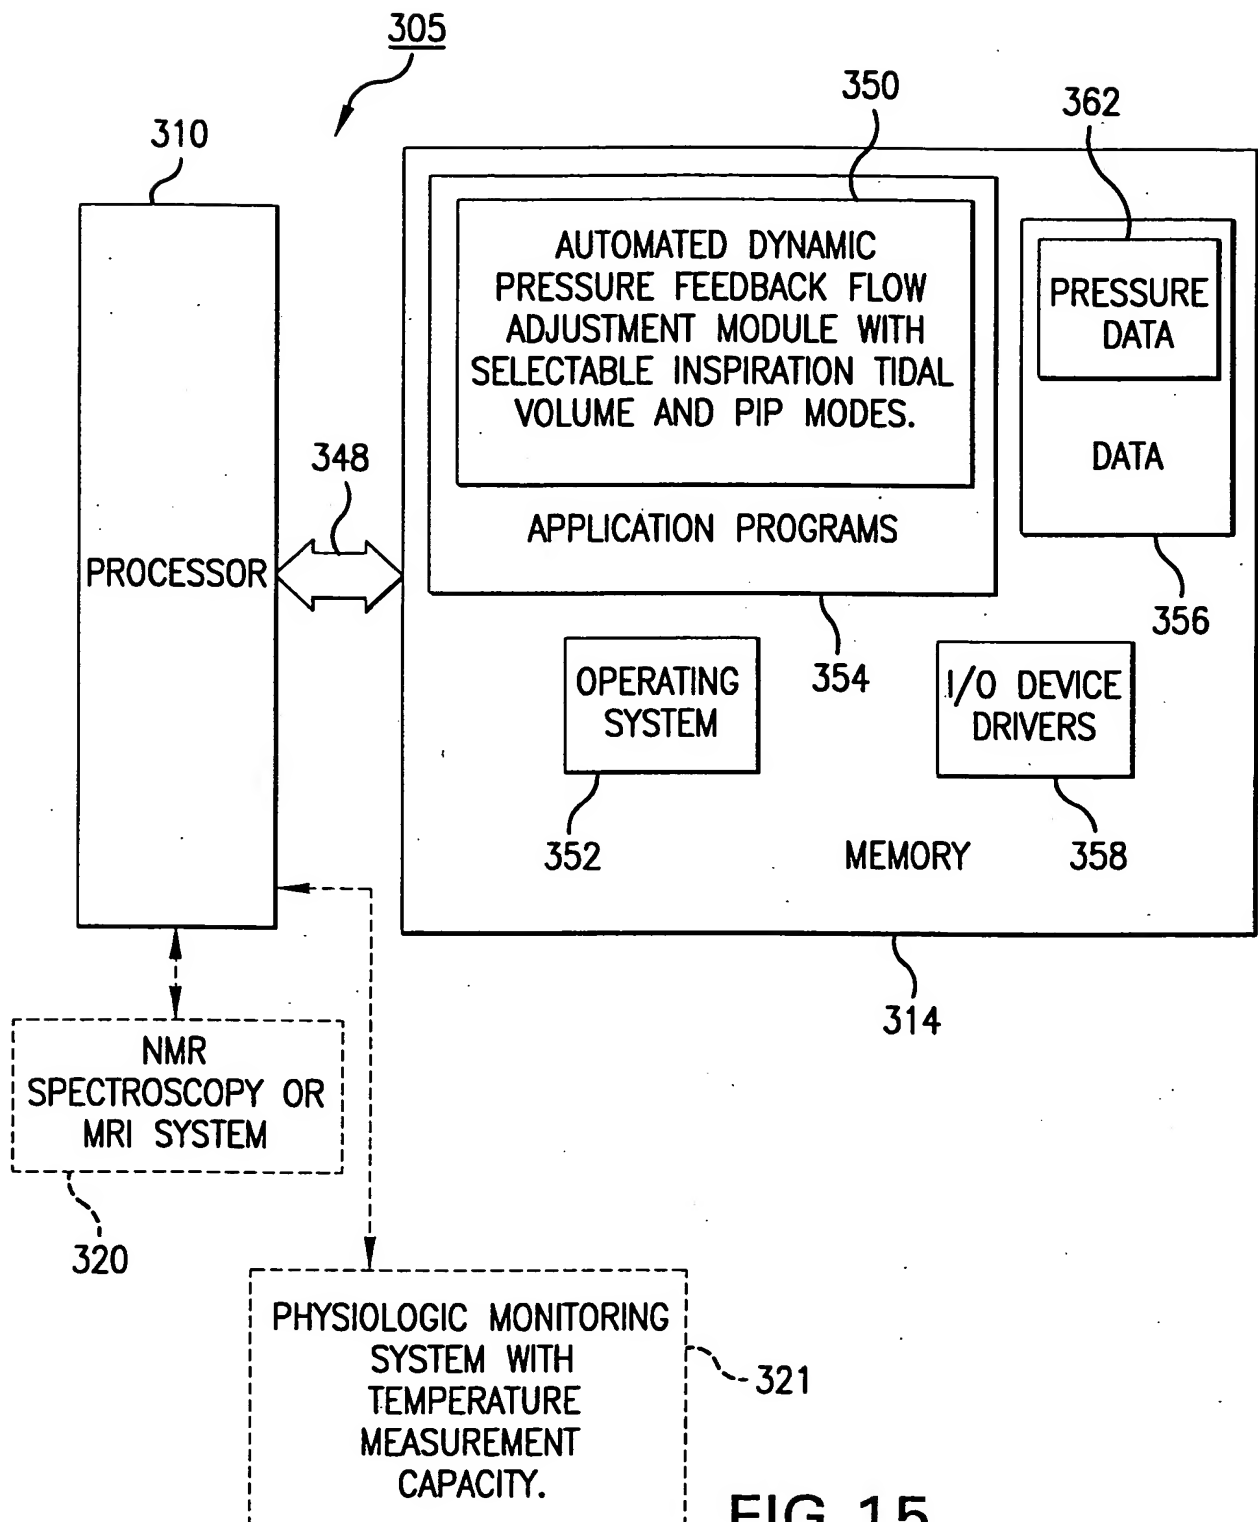 305
350
362
310
AUTOMATED DYNAMIC
PRESSURE FEEDBACK FLOW
ADJUSTMENT MODULE WITH
SELECTABLE INSPIRATION TIDAL
VOLUME AND PIP MODES.
PRESSURE
DATA
DATA
348
APPLICATION PROGRAMS
PROCESSOR
356
354
OPERATING
SYSTEM
I/O DEVICE
DRIVERS
352
MEMORY
358
314
NMR
SPECTROSCOPY OR
MRI SYSTEM
320
PHYSIOLOGIC MONITORING
SYSTEM WITH
TEMPERATURE
MEASUREMENT
CAPACITY.
321
FIG.15